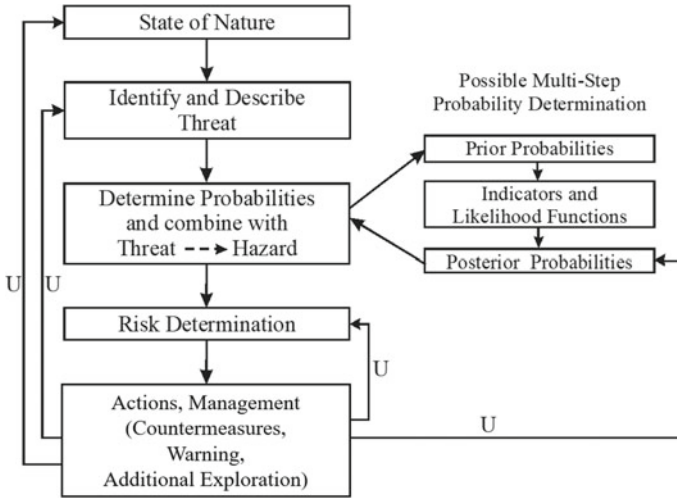 State of Nature
Identify and Describe
Threat
Determine Probabilities
and combine with
Threat Hazard
Risk Determination
Actions, Management
(Countermeasures,
Warning,
Additional Exploration)
Possible Multi-Step
Probability Determination
Prior Probabilities
Indicators and
Likelihood Functions
Posterior Probabilities
U
U
U
U